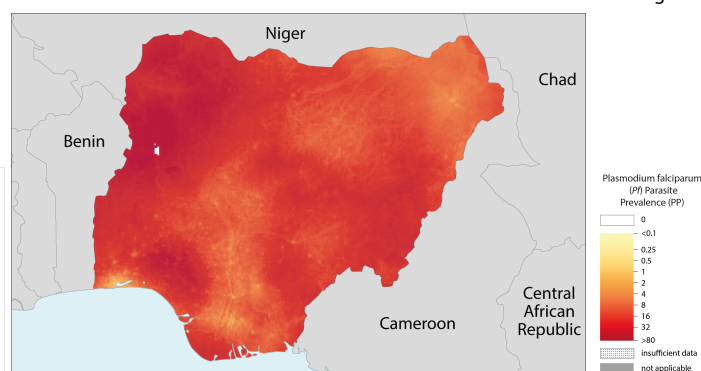 Niger
Chad
Benin
Cameroon
Central
African
Republic
Plasmodium falciparum
(Pf) Parasite
Prevalence (PP)
0
<0.1
0.25
0.5
1
2
4
8
16
32
>80
insufficient data
not applicable